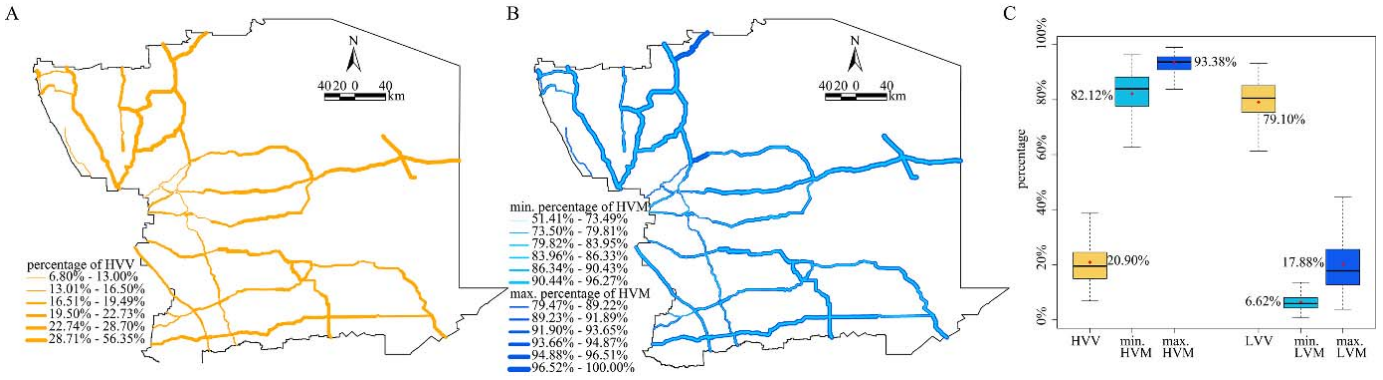 A
N
40 20 0 40
km
percentage of HVV
6.80% - 13.00%
13.01% - 16.50%
16.51% - 19.49%
19.50% - 22.73%
22.74% - 28.70%
28.71% - 56.35%
B
N
40 20 0 40
km
min. percentage of HVM
51.41% - 73.49%
73.50% - 79.81%
79.82% - 83.95%
83.96% - 86.33%
86.34% - 90.43%
90.44% - 96.27%
max. percentage of HVM
79.47% - 89.22%
89.23% - 91.89%
91.90% - 93.65%
93.66% - 94.87%
94.88% - 96.51%
96.52% - 100.00%
C
percentage
100%
80%
60%
40%
20%
0%
20.90%
82.12%
93.38%
79.10%
6.62%
17.88%
HVV
min.
HVM
max.
HVM
LVV
min.
LVM
max.
LVM